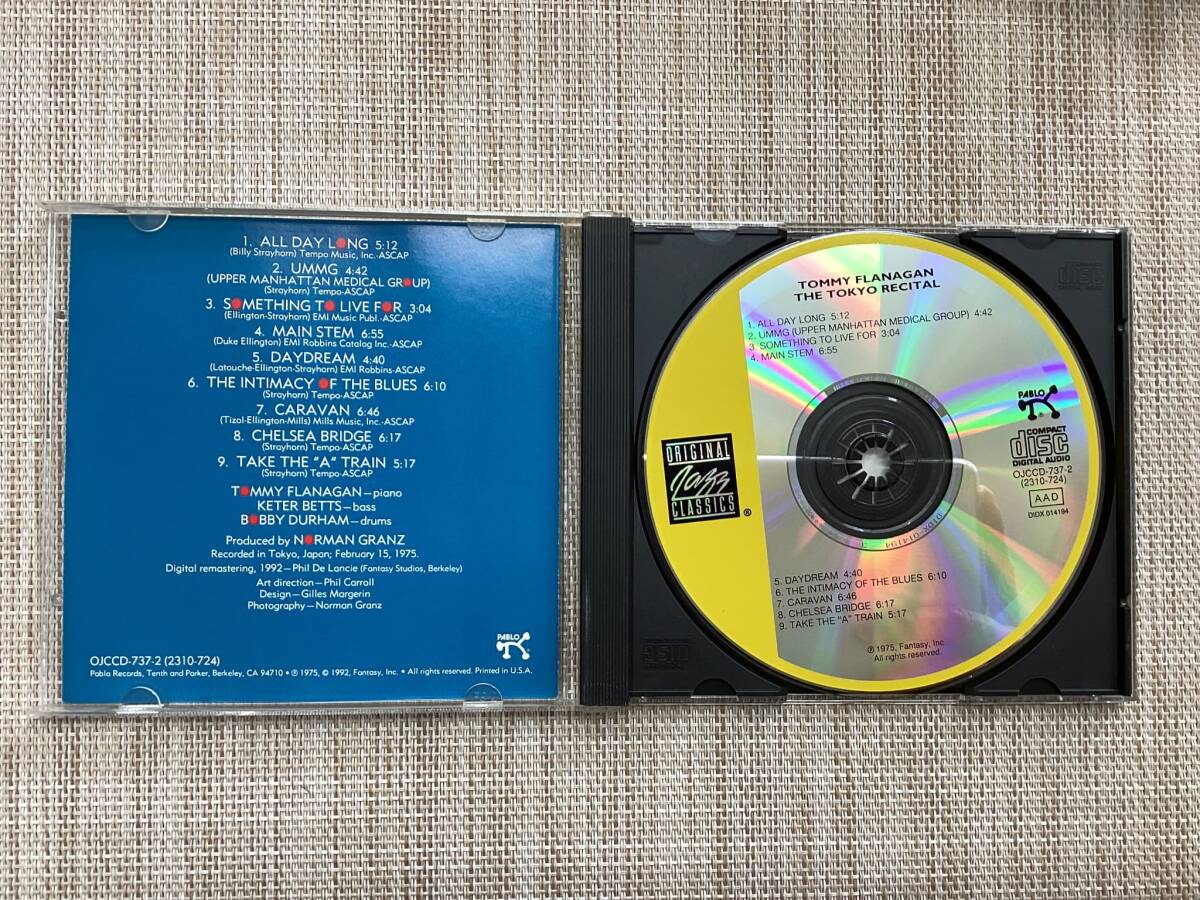 1. ALL DAY LONG 5:12
(Billy Strayhorn) Tempo Music, Inc.-ASCAP
2. UMMG 4:42
(UPPER MANHATTAN MEDICAL GROUP)
(Strayhorn) Tempo-ASCAP
3. SOMETHING TO LIVE FOR 3:04
(Ellington-Strayhorn) EMI Music Publ.-ASCAP
4. MAIN STEM 6:55
(Duke Ellington) EMI Robbins Catalog Inc.-ASCAP
5. DAYDREAM 4:40
(Latouche-Ellington-Strayhorn) EMI Robbins-ASCAP
6. THE INTIMACY OF THE BLUES 6:10
(Strayhorn) Tempo-ASCAP
7. CARAVAN 6:46
(Tizol-Ellington-Mills) Mills Music, Inc.-ASCAP
8. CHELSEA BRIDGE 6:17
(Strayhorn) Tempo-ASCAP
9. TAKE THE "A" TRAIN 5:17
(Strayhorn) Tempo-ASCAP
TOMMY FLANAGAN—piano
KETER BETTS—bass
BOBBY DURHAM—drums
Produced by NORMAN GRANZ
Recorded in Tokyo, Japan; February 15, 1975.
Digital remastering, 1992—Phil De Lancie (Fantasy Studios, Berkeley)
Art direction—Phil Carroll
Design—Gilles Margerin
Photography—Norman Granz
PABLO
OJCCD-737-2 (2310-724)
Pablo Records, Tenth and Parker, Berkeley, CA 94710 • ℗ 1975, © 1992, Fantasy, Inc. • All rights reserved. Printed in U.S.A.
TOMMY FLANAGAN
THE TOKYO RECITAL
1. ALL DAY LONG 5:12
2. UMMG (UPPER MANHATTAN MEDICAL GROUP) 4:42
3. SOMETHING TO LIVE FOR 3:04
4. MAIN STEM 6:55
PABLO
COMPACT
disc
DIGITAL AUDIO
OJCCD-737-2
(2310-724)
AAD
DIDX 014194
ORIGINAL
Jazz
CLASSICS
®
DIDX-014194
5. DAYDREAM 4:40
6. THE INTIMACY OF THE BLUES 6:10
7. CARAVAN 6:46
8. CHELSEA BRIDGE 6:17
9. TAKE THE "A" TRAIN 5:17
℗ 1975, Fantasy, Inc
All rights reserved.